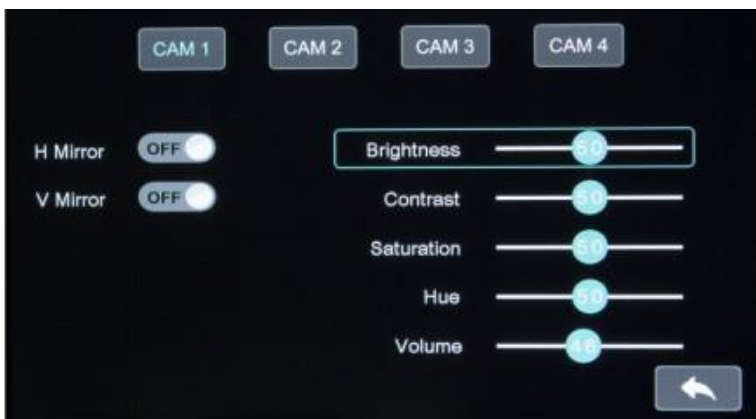 CAM 1 CAM 2 CAM 3 CAM 4
H Mirror OFF Brightness 50
V Mirror OFF Contrast 50
Saturation 50
Hue 50
Volume 46